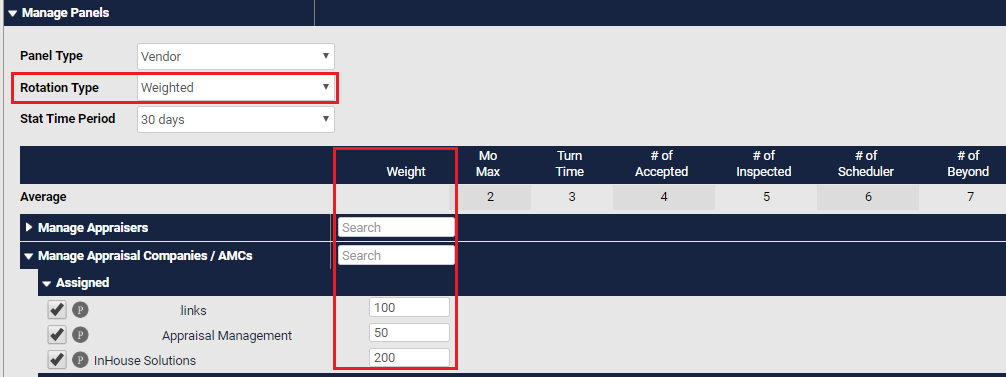 Manage Panels
Panel Type Vendor
Rotation Type Weighted
Stat Time Period 30 days
Weight Mo Max Turn Time # of Accepted # of Inspected # of Scheduler # of Beyond
Average 2 3 4 5 6 7
Manage Appraisers Search
Manage Appraisal Companies / AMCs Search
Assigned
P links 100
P Appraisal Management 50
P InHouse Solutions 200